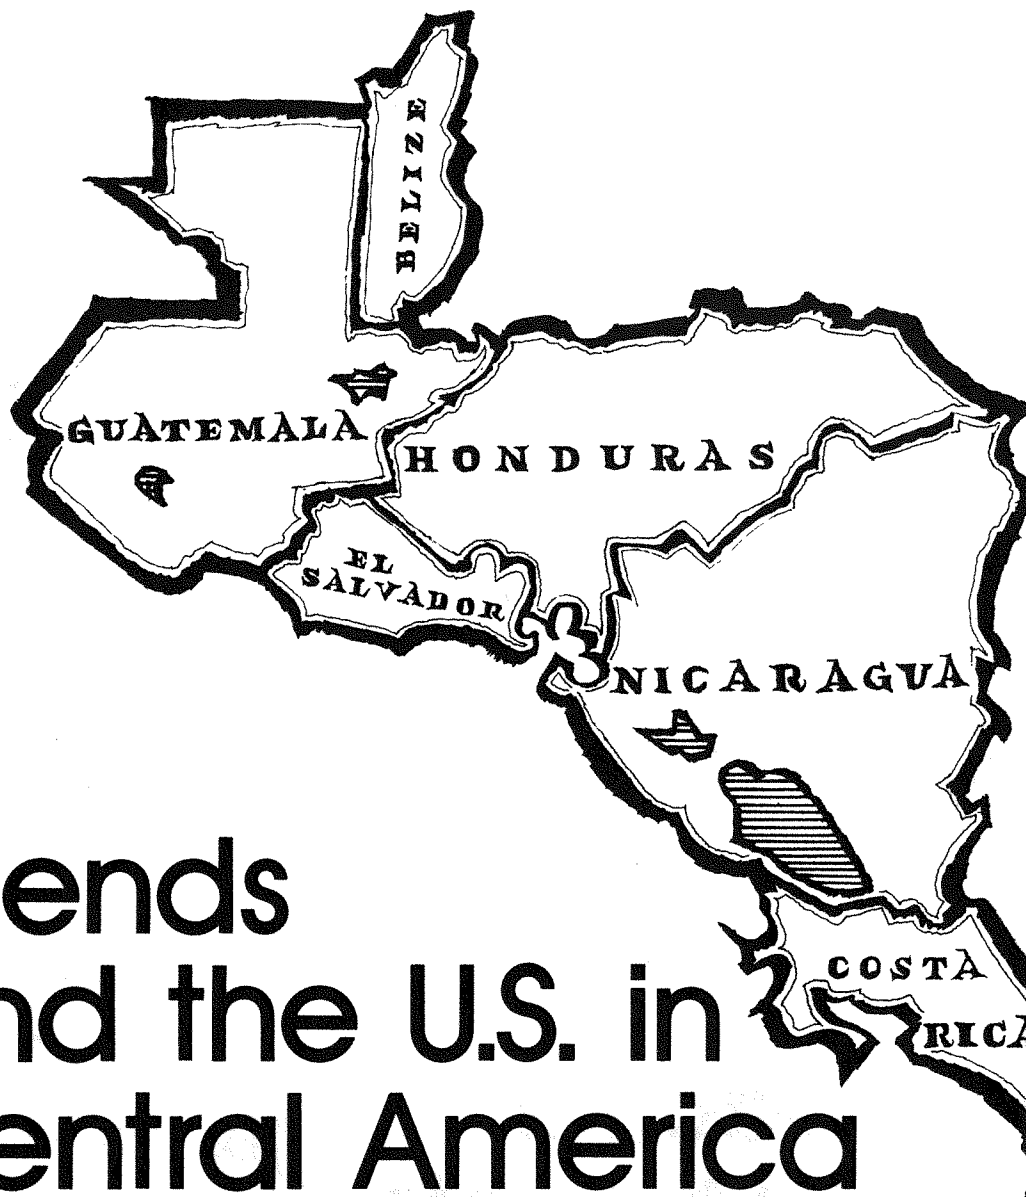 BELIZE
GUATEMALA
HONDURAS
EL
SALVADOR
NICARAGUA
COSTA
RICA
ends
nd the U.S. in
entral America